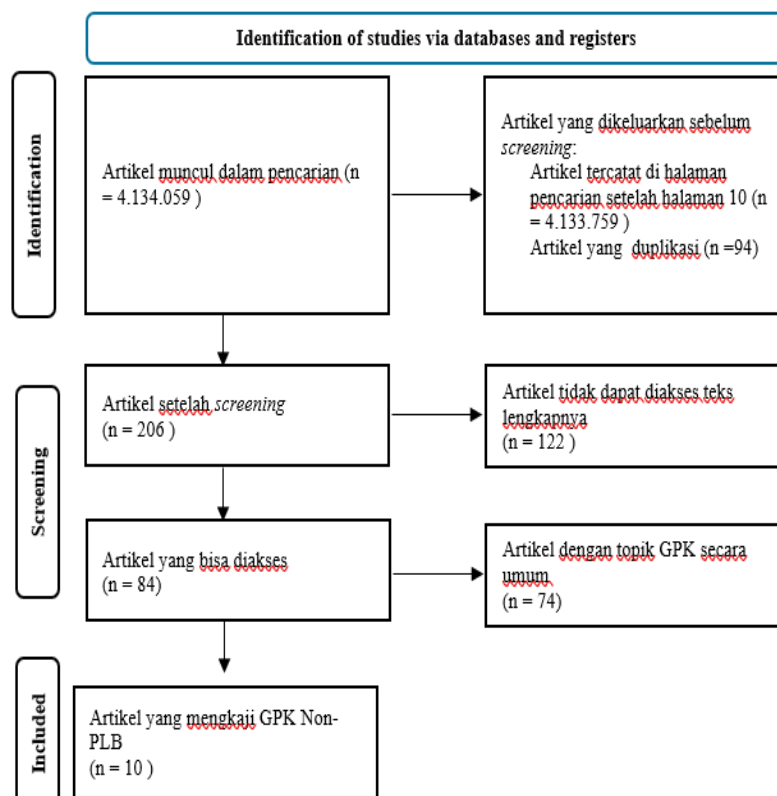 Identification of studies via databases and registers
Identification
Artikel muncul dalam pencarian (n
= 4.134.059 )
Artikel yang dikeluarkan sebelum
screening:
Artikel tercatat di halaman
pencarian setelah halaman 10 (n
= 4.133.759 )
Artikel yang duplikasi (n =94)
Screening
Artikel setelah screening
(n = 206 )
Artikel tidak dapat diakses teks
lengkapnya
(n = 122 )
Artikel yang bisa diakses
(n = 84)
Artikel dengan topik GPK secara
umum
(n = 74)
Included
Artikel yang mengkaji GPK Non-
PLB
(n = 10 )